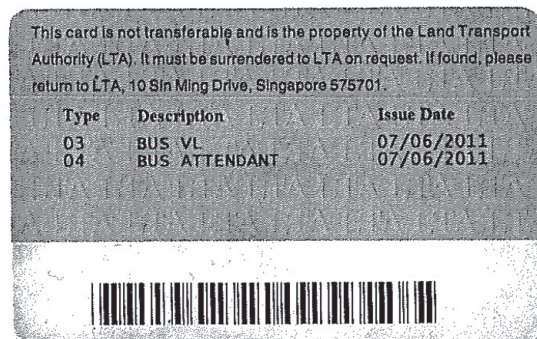 This card is not transferable and is the property of the Land Transport
Authority (LTA). It must be surrendered to LTA on request. If found, please
return to LTA, 10 Sin Ming Drive, Singapore 575701.
Type Description Issue Date
03 BUS VL 07/06/2011
04 BUS ATTENDANT 07/06/2011